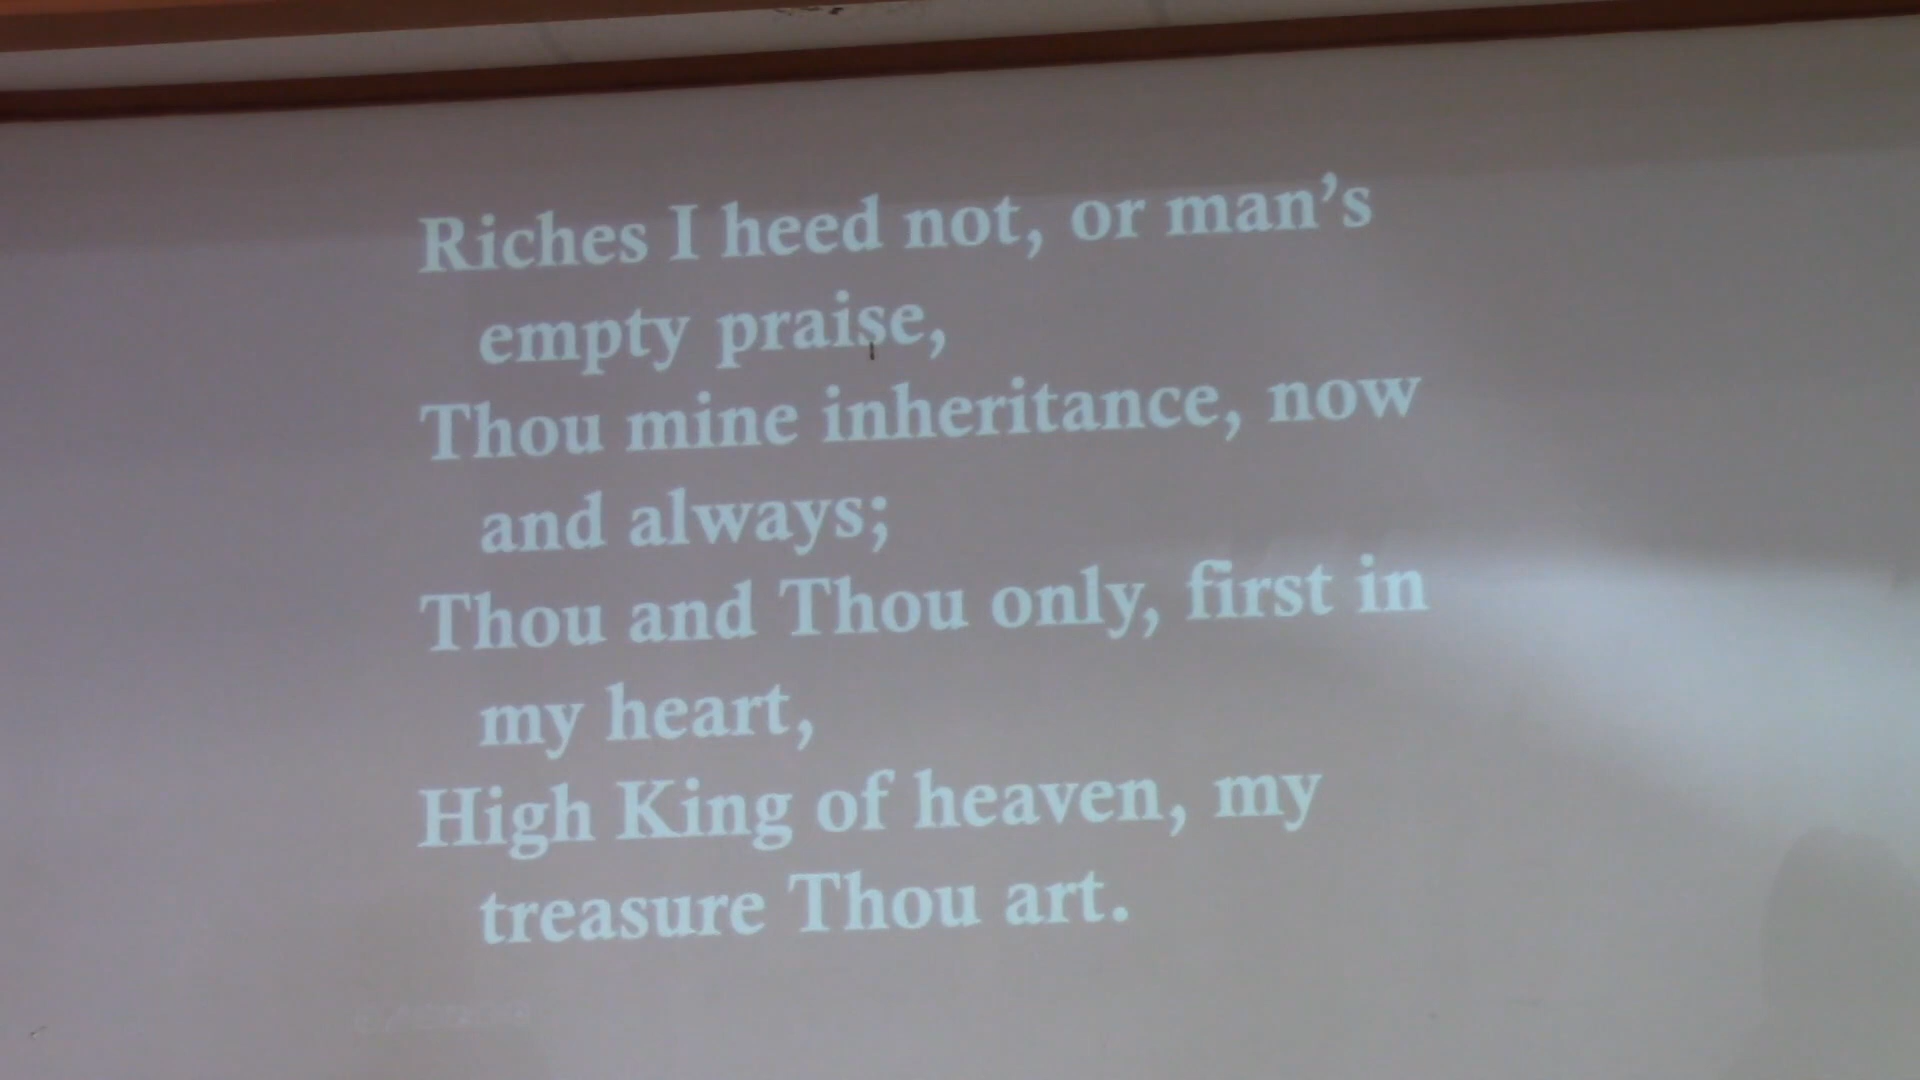 Riches I heed not, or man's
empty praise,
Thou mine inheritance, now
and always;
Thou and Thou only, first in
my heart,
High King of heaven, my
treasure Thou art.